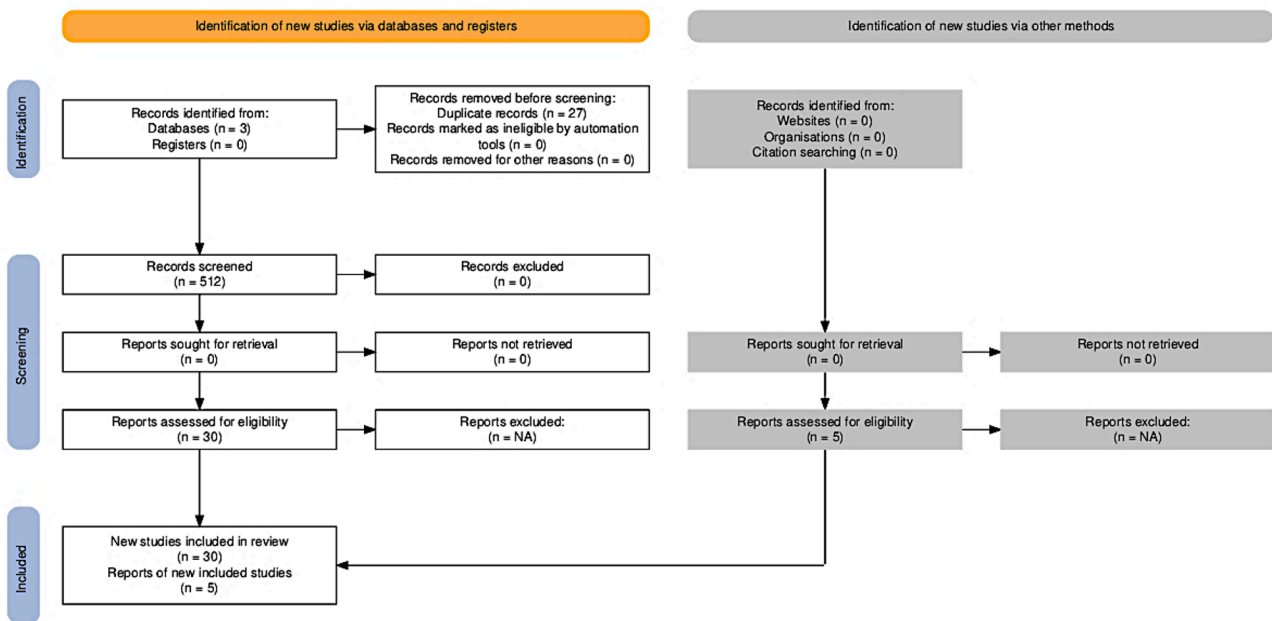 Identification of new studies via databases and registers
Identification of new studies via other methods
Identification
Records identified from:
Databases (n = 3)
Registers (n = 0)
Records removed before screening:
Duplicate records (n = 27)
Records marked as ineligible by automation
tools (n = 0)
Records removed for other reasons (n = 0)
Records identified from:
Websites (n = 0)
Organisations (n = 0)
Citation searching (n = 0)
Screening
Records screened
(n = 512)
Records excluded
(n = 0)
Reports sought for retrieval
(n = 0)
Reports not retrieved
(n = 0)
Reports sought for retrieval
(n = 0)
Reports not retrieved
(n = 0)
Reports assessed for eligibility
(n = 30)
Reports excluded:
(n = NA)
Reports assessed for eligibility
(n = 5)
Reports excluded:
(n = NA)
Included
New studies included in review
(n = 30)
Reports of new included studies
(n = 5)